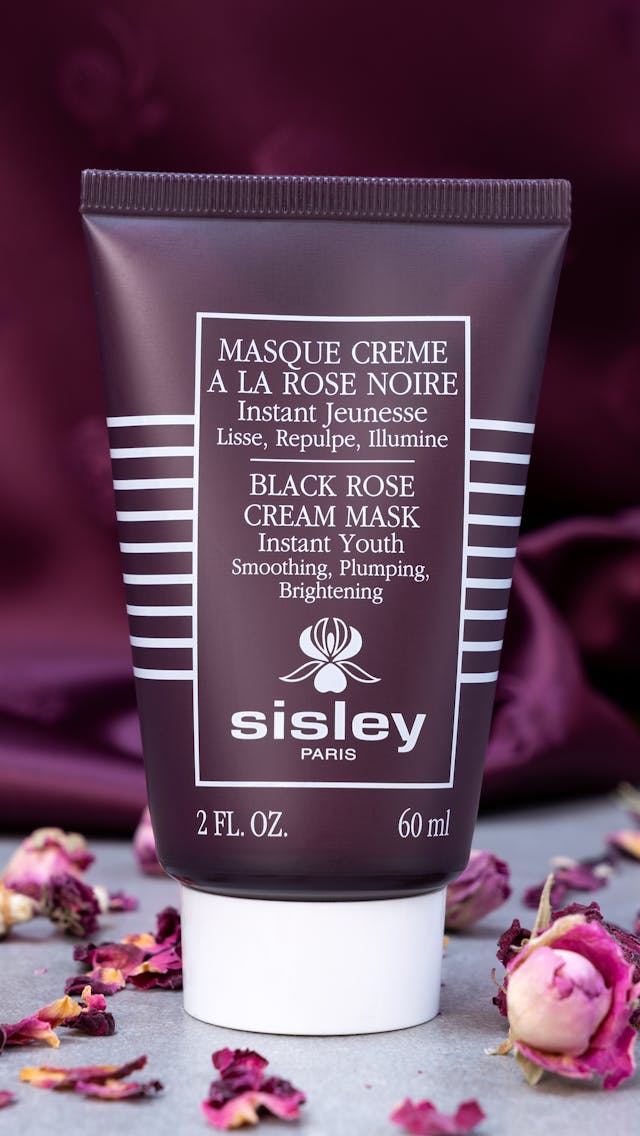 MASQUE CREME
A LA ROSE NOIRE
Instant Jeunesse
Lisse, Repulpe, Illumine
BLACK ROSE
CREAM MASK
Instant Youth
Smoothing, Plumping,
Brightening
sisley
PARIS
2 FL. OZ. 60 ml